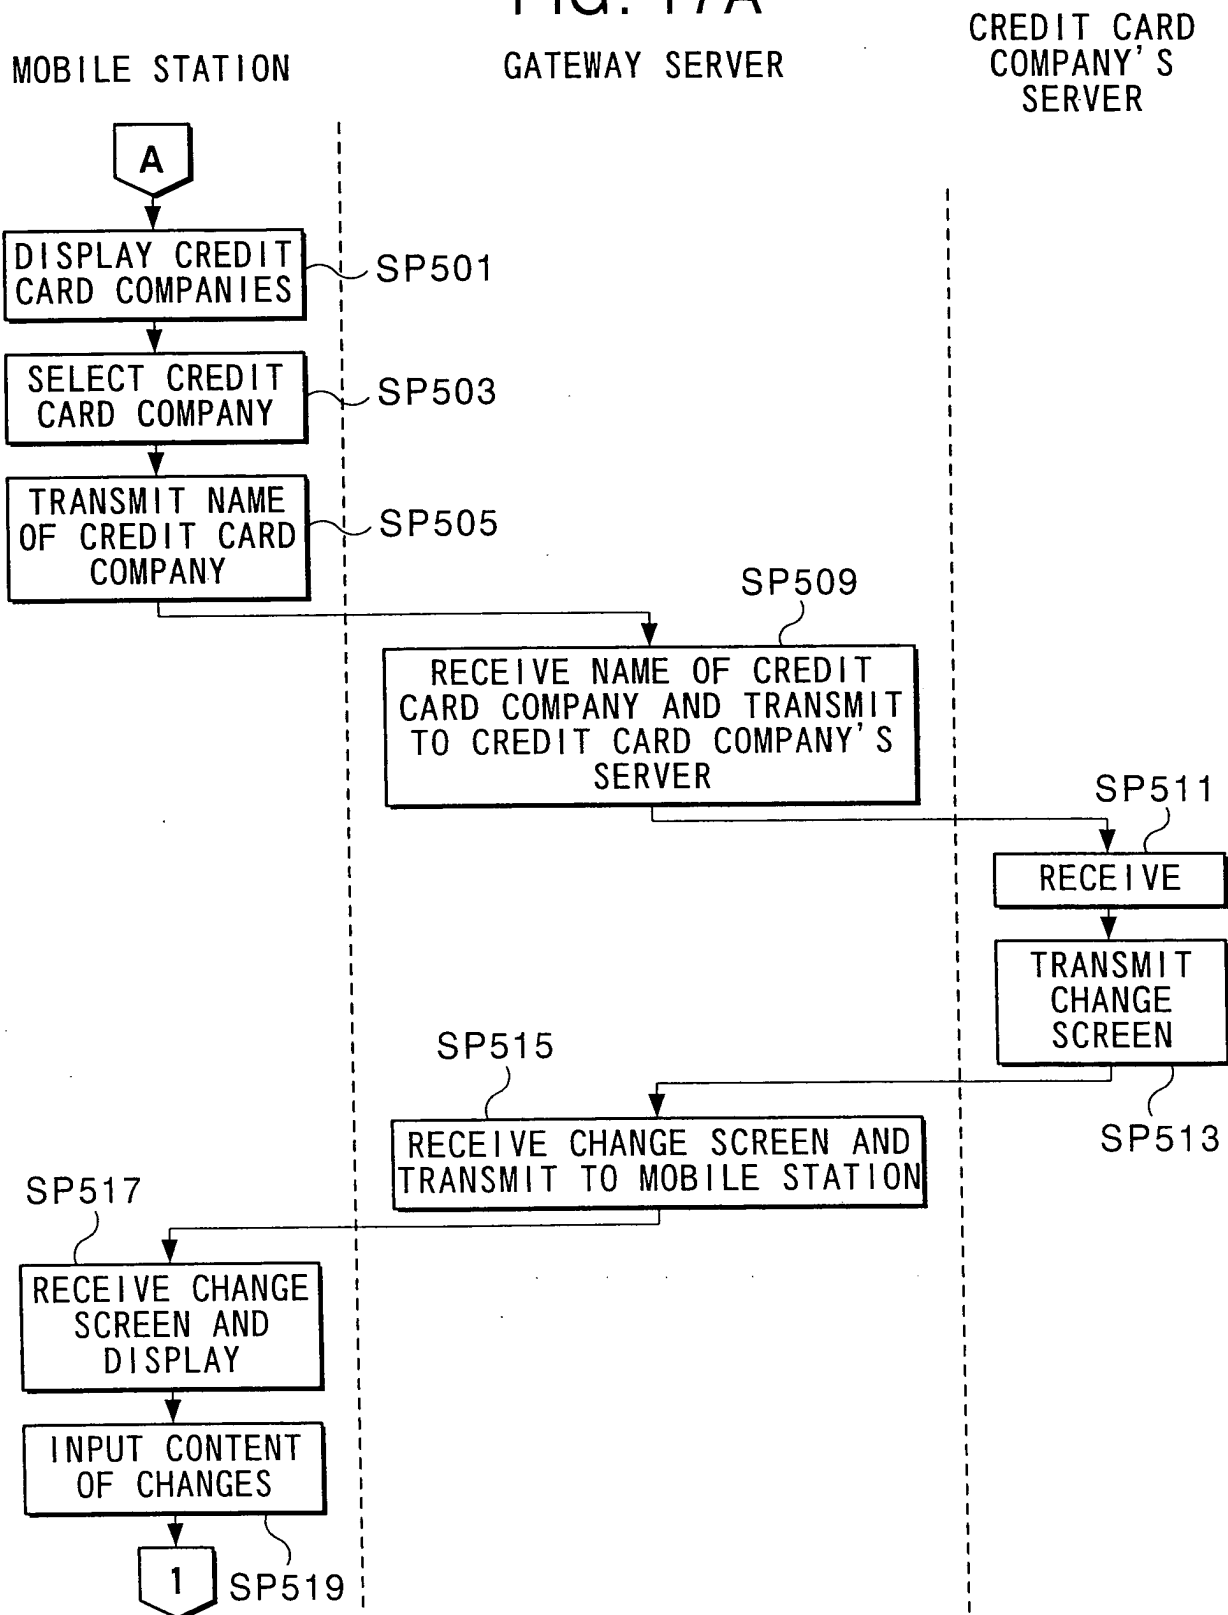 FIG. 17A
MOBILE STATION
GATEWAY SERVER
CREDIT CARD
COMPANY'S
SERVER
A
DISPLAY CREDIT
CARD COMPANIES
SP501
SELECT CREDIT
CARD COMPANY
SP503
TRANSMIT NAME
OF CREDIT CARD
COMPANY
SP505
SP509
RECEIVE NAME OF CREDIT
CARD COMPANY AND TRANSMIT
TO CREDIT CARD COMPANY'S
SERVER
SP511
RECEIVE
TRANSMIT
CHANGE
SCREEN
SP513
SP515
RECEIVE CHANGE SCREEN AND
TRANSMIT TO MOBILE STATION
SP517
RECEIVE CHANGE
SCREEN AND
DISPLAY
INPUT CONTENT
OF CHANGES
SP519
1